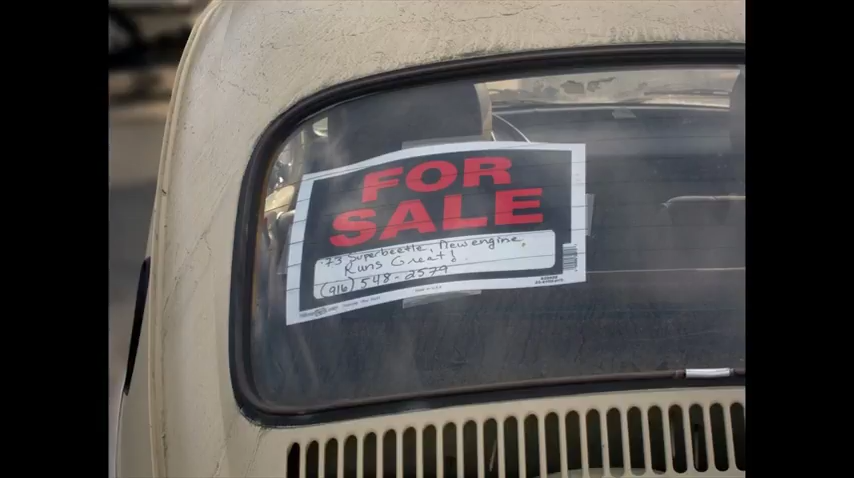 FOR
SALE
'73 Superbeetle, New engine,
Runs Great!
(916) 548-2579